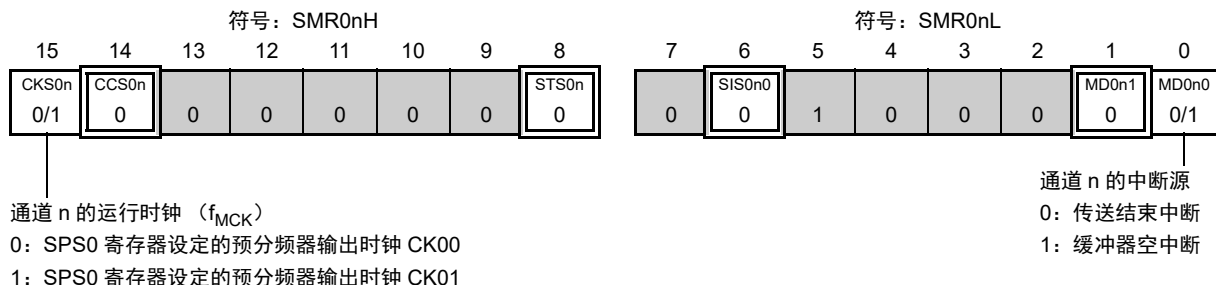 符号：SMR0nH 符号：SMR0nL
15 14 13 12 11 10 9 8 7 6 5 4 3 2 1 0
CKS0n CCS0n STS0n SIS0n0 MD0n1 MD0n0
0/1 0 0 0 0 0 0 0 0 0 1 0 0 0 0 0/1
通道 n 的运行时钟 （fMCK）
0：SPS0 寄存器设定的预分频器输出时钟 CK00
1：SPS0 寄存器设定的预分频器输出时钟 CK01
通道 n 的中断源
0：传送结束中断
1：缓冲器空中断